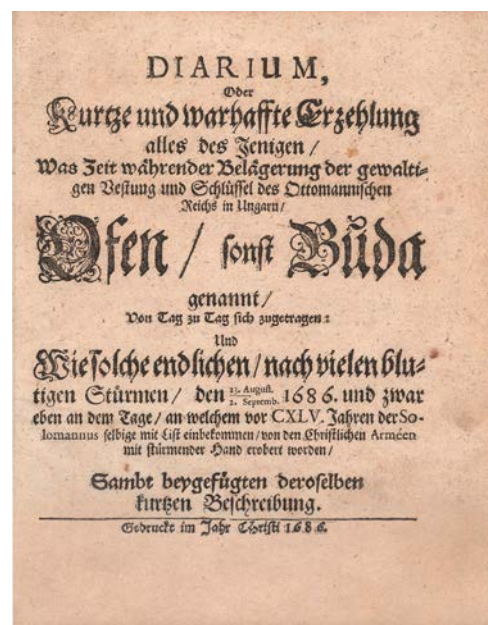 DIARIUM,
Oder
Kurtze und warhaffte Erzehlung
alles des Jenigen /
Was Zeit währender Belägerung der gewalti-
gen Vestung und Schlüssel des Ottomannischen
Reichs in Ungarn /
Ofen / sonst Buda
genannt /
Von Tag zu Tag sich zugetragen:
Und
Wie solche endlichen / nach vielen blu-
tigen Stürmen / den 23. August. / 2. Septemb. 1686. und zwar
eben an dem Tage / an welchem vor CXLV. Jahren der So-
lomannus selbige mit List einbekommen / von den Christlichen Arméen
mit stürmender Hand erobert worden /
Sambt beygefügten deroselben
kurtzen Beschreibung.
Gedruckt im Jahr Christi 1686.